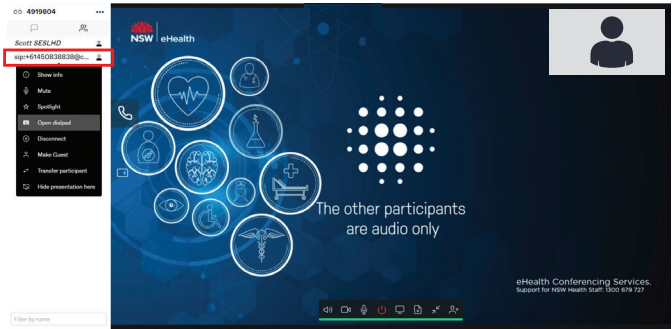 4919804
Scott SESLHD
sip:+61450838838@c...
Show info
Mute
Spotlight
Open dialpad
Disconnect
Make Guest
Transfer participant
Hide presentation here
Filter by name
NSW
eHealth
The other participants
are audio only
eHealth Conferencing Services.
Support for NSW Health Staff: 1300 679 727